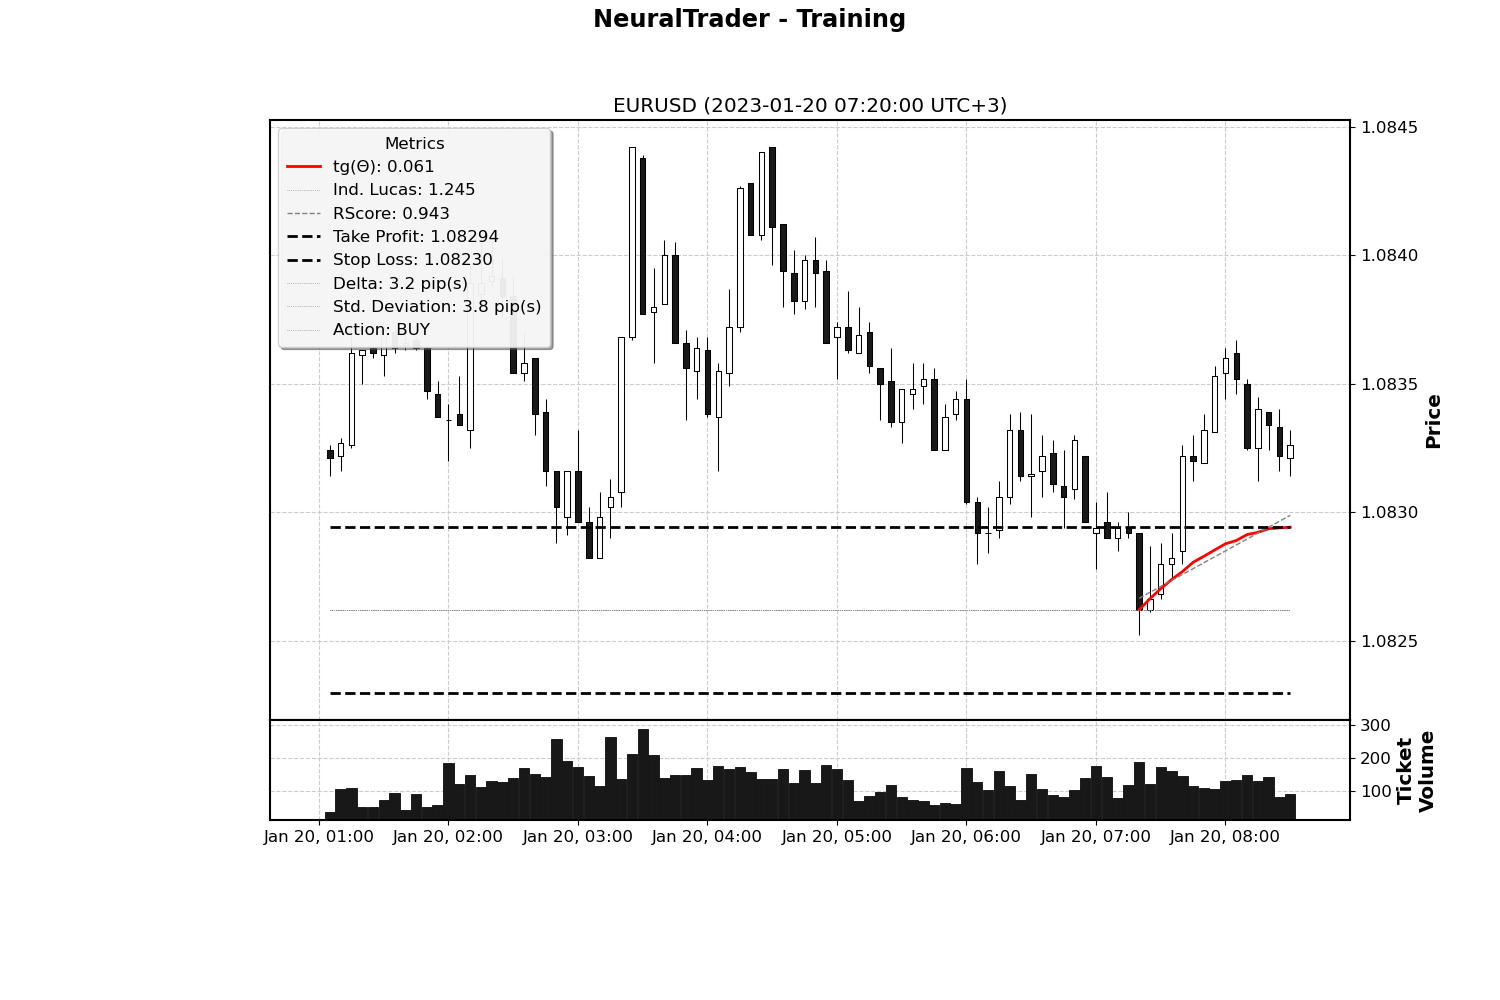 NeuralTrader - Training
EURUSD (2023-01-20 07:20:00 UTC+3)
Metrics
tg(Θ): 0.061
Ind. Lucas: 1.245
RScore: 0.943
Take Profit: 1.08294
Stop Loss: 1.08230
Delta: 3.2 pip(s)
Std. Deviation: 3.8 pip(s)
Action: BUY
1.0845
1.0840
1.0835
1.0830
1.0825
Price
300
200
100
Ticket
Volume
Jan 20, 01:00
Jan 20, 02:00
Jan 20, 03:00
Jan 20, 04:00
Jan 20, 05:00
Jan 20, 06:00
Jan 20, 07:00
Jan 20, 08:00